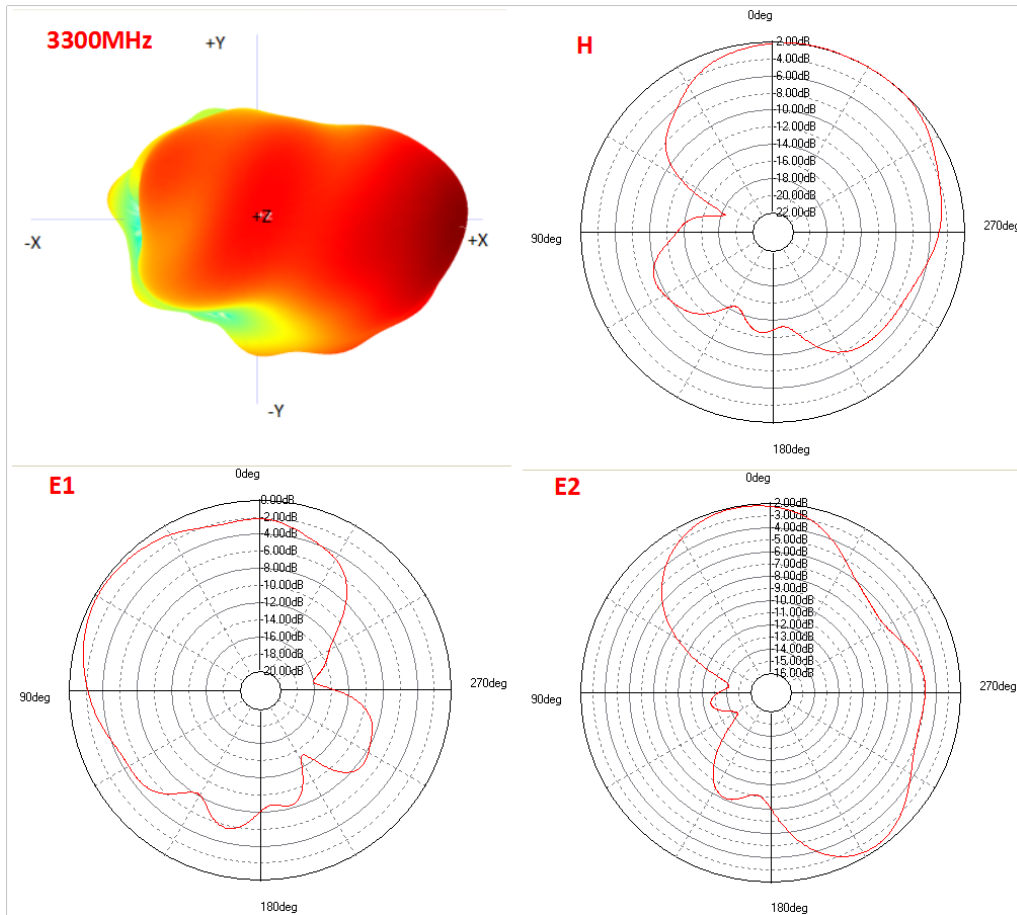 3300MHz
+Y
-X
+Z
+X
-Y
H
0deg
-2.00dB
-4.00dB
-6.00dB
-8.00dB
-10.00dB
-12.00dB
-14.00dB
-16.00dB
-18.00dB
-20.00dB
-22.00dB
90deg
270deg
180deg
E1
0deg
0.00dB
-2.00dB
-4.00dB
-6.00dB
-8.00dB
-10.00dB
-12.00dB
-14.00dB
-16.00dB
-18.00dB
-20.00dB
90deg
270deg
180deg
E2
0deg
-2.00dB
-3.00dB
-4.00dB
-5.00dB
-6.00dB
-7.00dB
-8.00dB
-9.00dB
-10.00dB
-11.00dB
-12.00dB
-13.00dB
-14.00dB
-15.00dB
-16.00dB
90deg
270deg
180deg